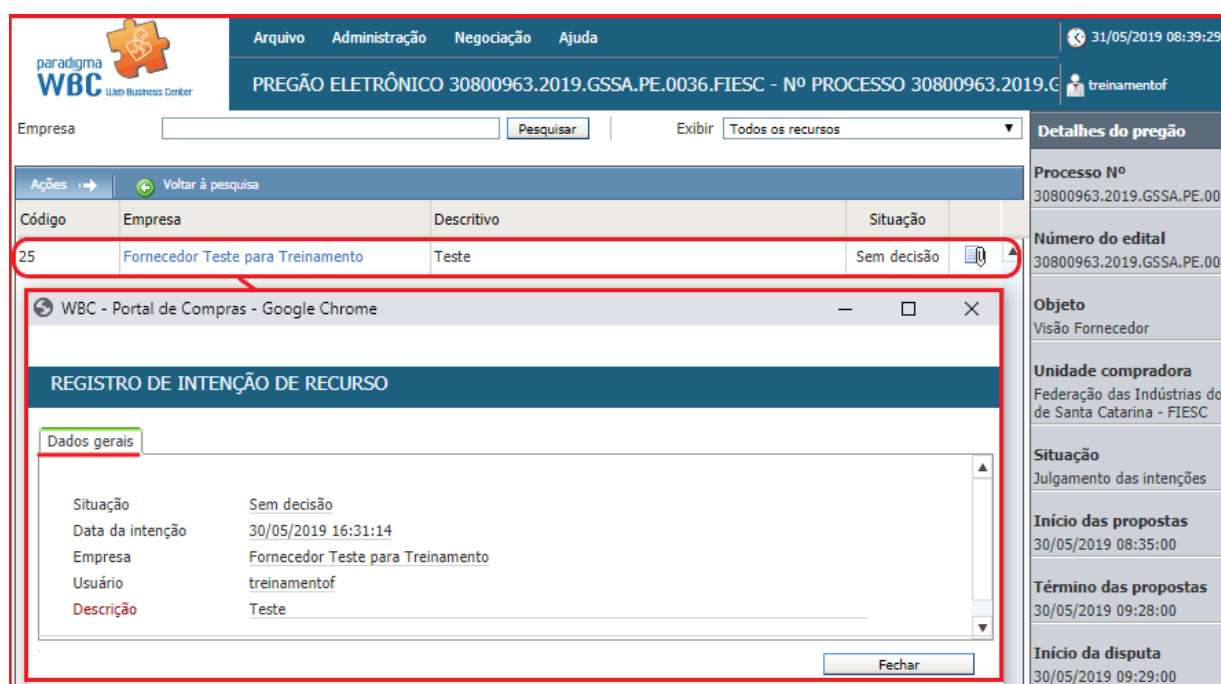 paradigma
WBC Web Business Center
Arquivo Administração Negociação Ajuda
31/05/2019 08:39:29
PREGÃO ELETRÔNICO 30800963.2019.GSSA.PE.0036.FIESC - Nº PROCESSO 30800963.2019.G
treinamentof
Empresa Pesquisar Exibir Todos os recursos
Detalhes do pregão
Ações Voltar à pesquisa
Código Empresa Descritivo Situação
25 Fornecedor Teste para Treinamento Teste Sem decisão
WBC - Portal de Compras - Google Chrome
REGISTRO DE INTENÇÃO DE RECURSO
Dados gerais
Situação Sem decisão
Data da intenção 30/05/2019 16:31:14
Empresa Fornecedor Teste para Treinamento
Usuário treinamentof
Descrição Teste
Fechar
Processo Nº
30800963.2019.GSSA.PE.00
Número do edital
30800963.2019.GSSA.PE.00
Objeto
Visão Fornecedor
Unidade compradora
Federação das Indústrias do
de Santa Catarina - FIESC
Situação
Julgamento das intenções
Início das propostas
30/05/2019 08:35:00
Término das propostas
30/05/2019 09:28:00
Início da disputa
30/05/2019 09:29:00